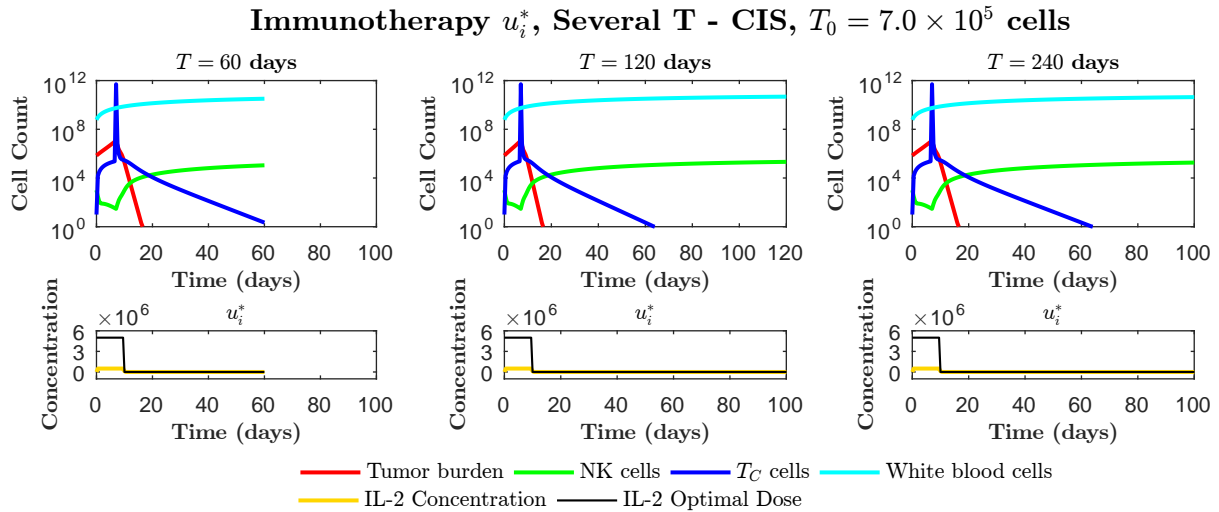 Immunotherapy $u_i^*$, Several T - CIS, $T_0 = 7.0 \times 10^5$ cells
T = 60 days
T = 120 days
T = 240 days
Cell Count
10^12
10^8
10^4
10^0
0 20 40 60 80 100
Time (days)
Cell Count
10^12
10^8
10^4
10^0
0 20 40 60 80 100 120
Time (days)
Cell Count
10^12
10^8
10^4
10^0
0 20 40 60 80 100
Time (days)
Concentration
×10^6
$u_i^*$
6
3
0
0 20 40 60 80 100
Time (days)
Concentration
×10^6
$u_i^*$
6
3
0
0 20 40 60 80 100
Time (days)
Concentration
×10^6
$u_i^*$
6
3
0
0 20 40 60 80 100
Time (days)
Tumor burden NK cells $T_C$ cells White blood cells
IL-2 Concentration IL-2 Optimal Dose